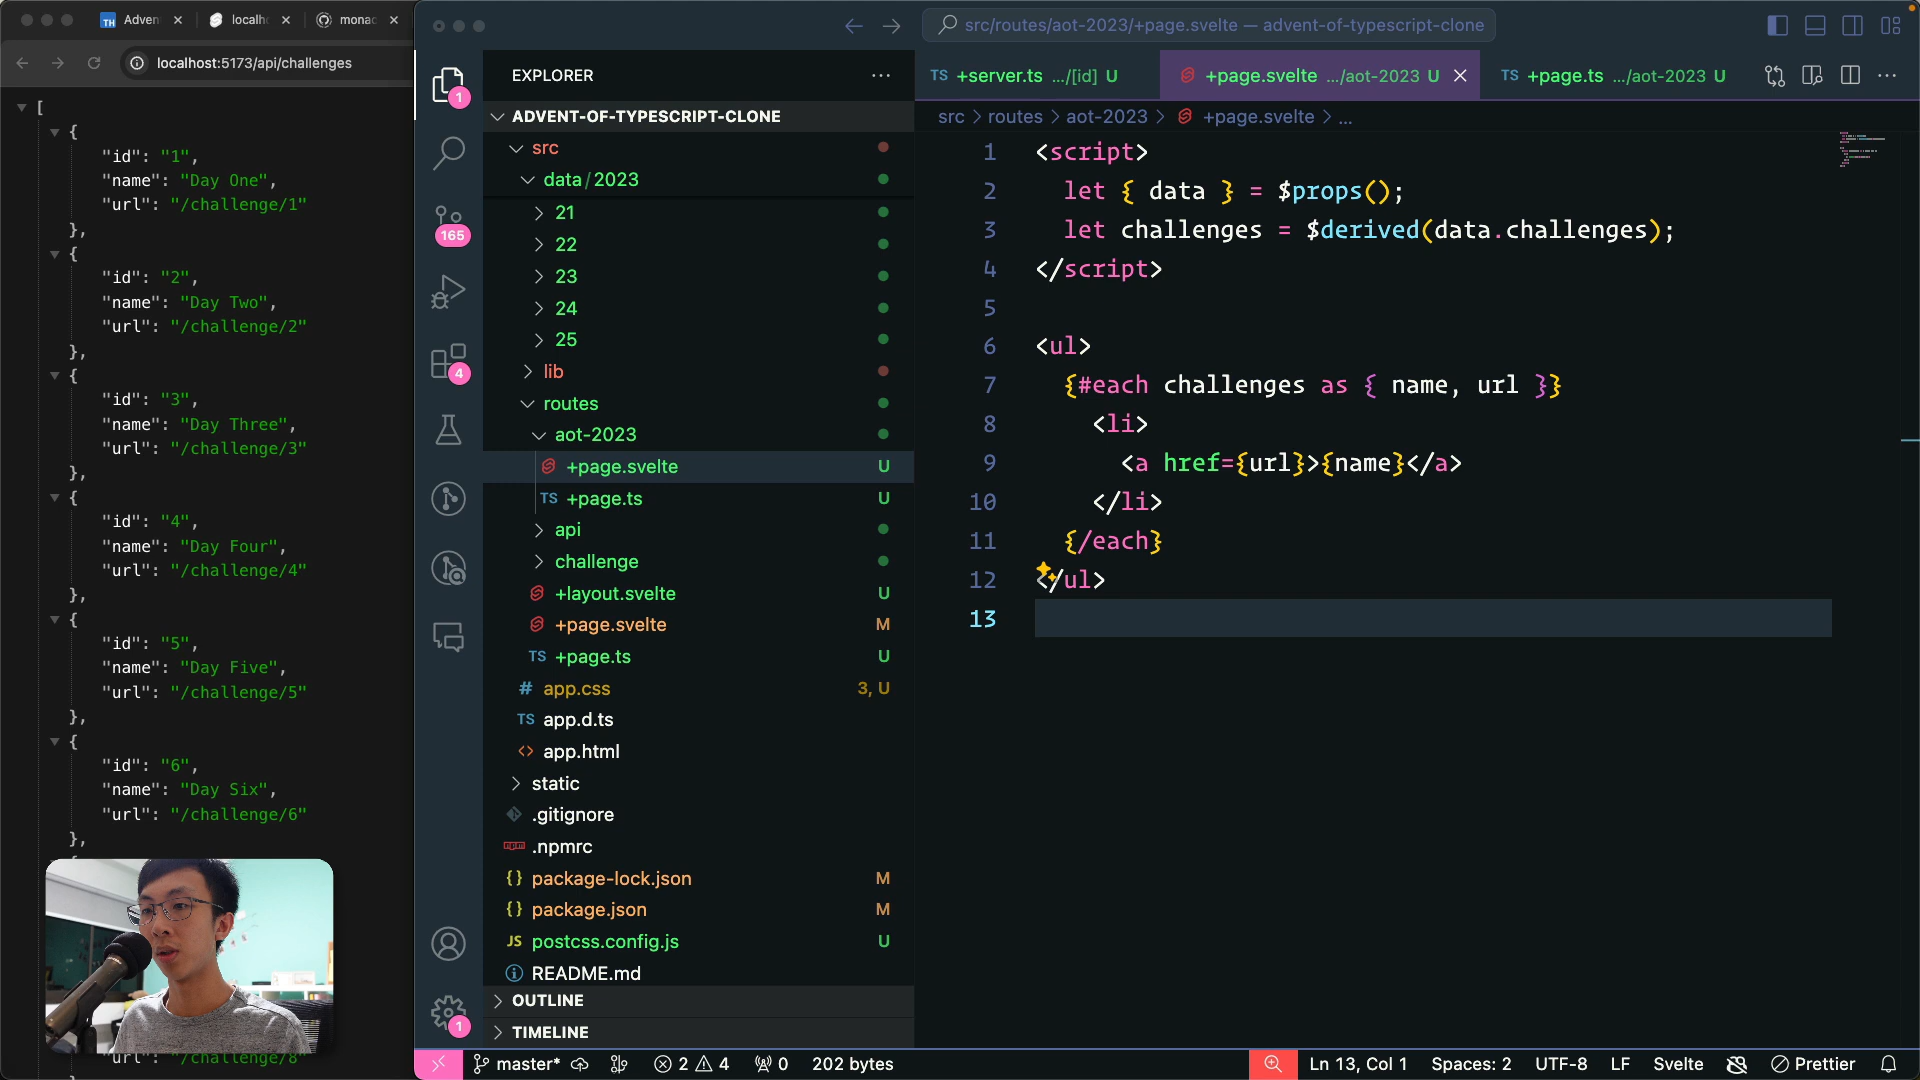 Adven
localh
monac
localhost:5173/api/challenges
[
{
"id": "1",
"name": "Day One",
"url": "/challenge/1"
},
{
"id": "2",
"name": "Day Two",
"url": "/challenge/2"
},
{
"id": "3",
"name": "Day Three",
"url": "/challenge/3"
},
{
"id": "4",
"name": "Day Four",
"url": "/challenge/4"
},
{
"id": "5",
"name": "Day Five",
"url": "/challenge/5"
},
{
"id": "6",
"name": "Day Six",
"url": "/challenge/6"
},
"url": "/challenge/8"
src/routes/aot-2023/+page.svelte — advent-of-typescript-clone
1
165
4
1
EXPLORER
ADVENT-OF-TYPESCRIPT-CLONE
src
data/2023
21
22
23
24
25
lib
routes
aot-2023
+page.svelte U
TS +page.ts U
api
challenge
+layout.svelte U
+page.svelte M
TS +page.ts U
# app.css 3, U
TS app.d.ts
<> app.html
static
.gitignore
.npmrc
{} package-lock.json M
{} package.json M
JS postcss.config.js U
README.md
OUTLINE
TIMELINE
TS +server.ts .../[id] U
+page.svelte .../aot-2023 U
TS +page.ts .../aot-2023 U
src > routes > aot-2023 > +page.svelte > ...
1 <script>
2 let { data } = $props();
3 let challenges = $derived(data.challenges);
4 </script>
5
6 <ul>
7 {#each challenges as { name, url }}
8 <li>
9 <a href={url}>{name}</a>
10 </li>
11 {/each}
12 </ul>
13
master* 2 4 0 202 bytes
Ln 13, Col 1 Spaces: 2 UTF-8 LF Svelte Prettier